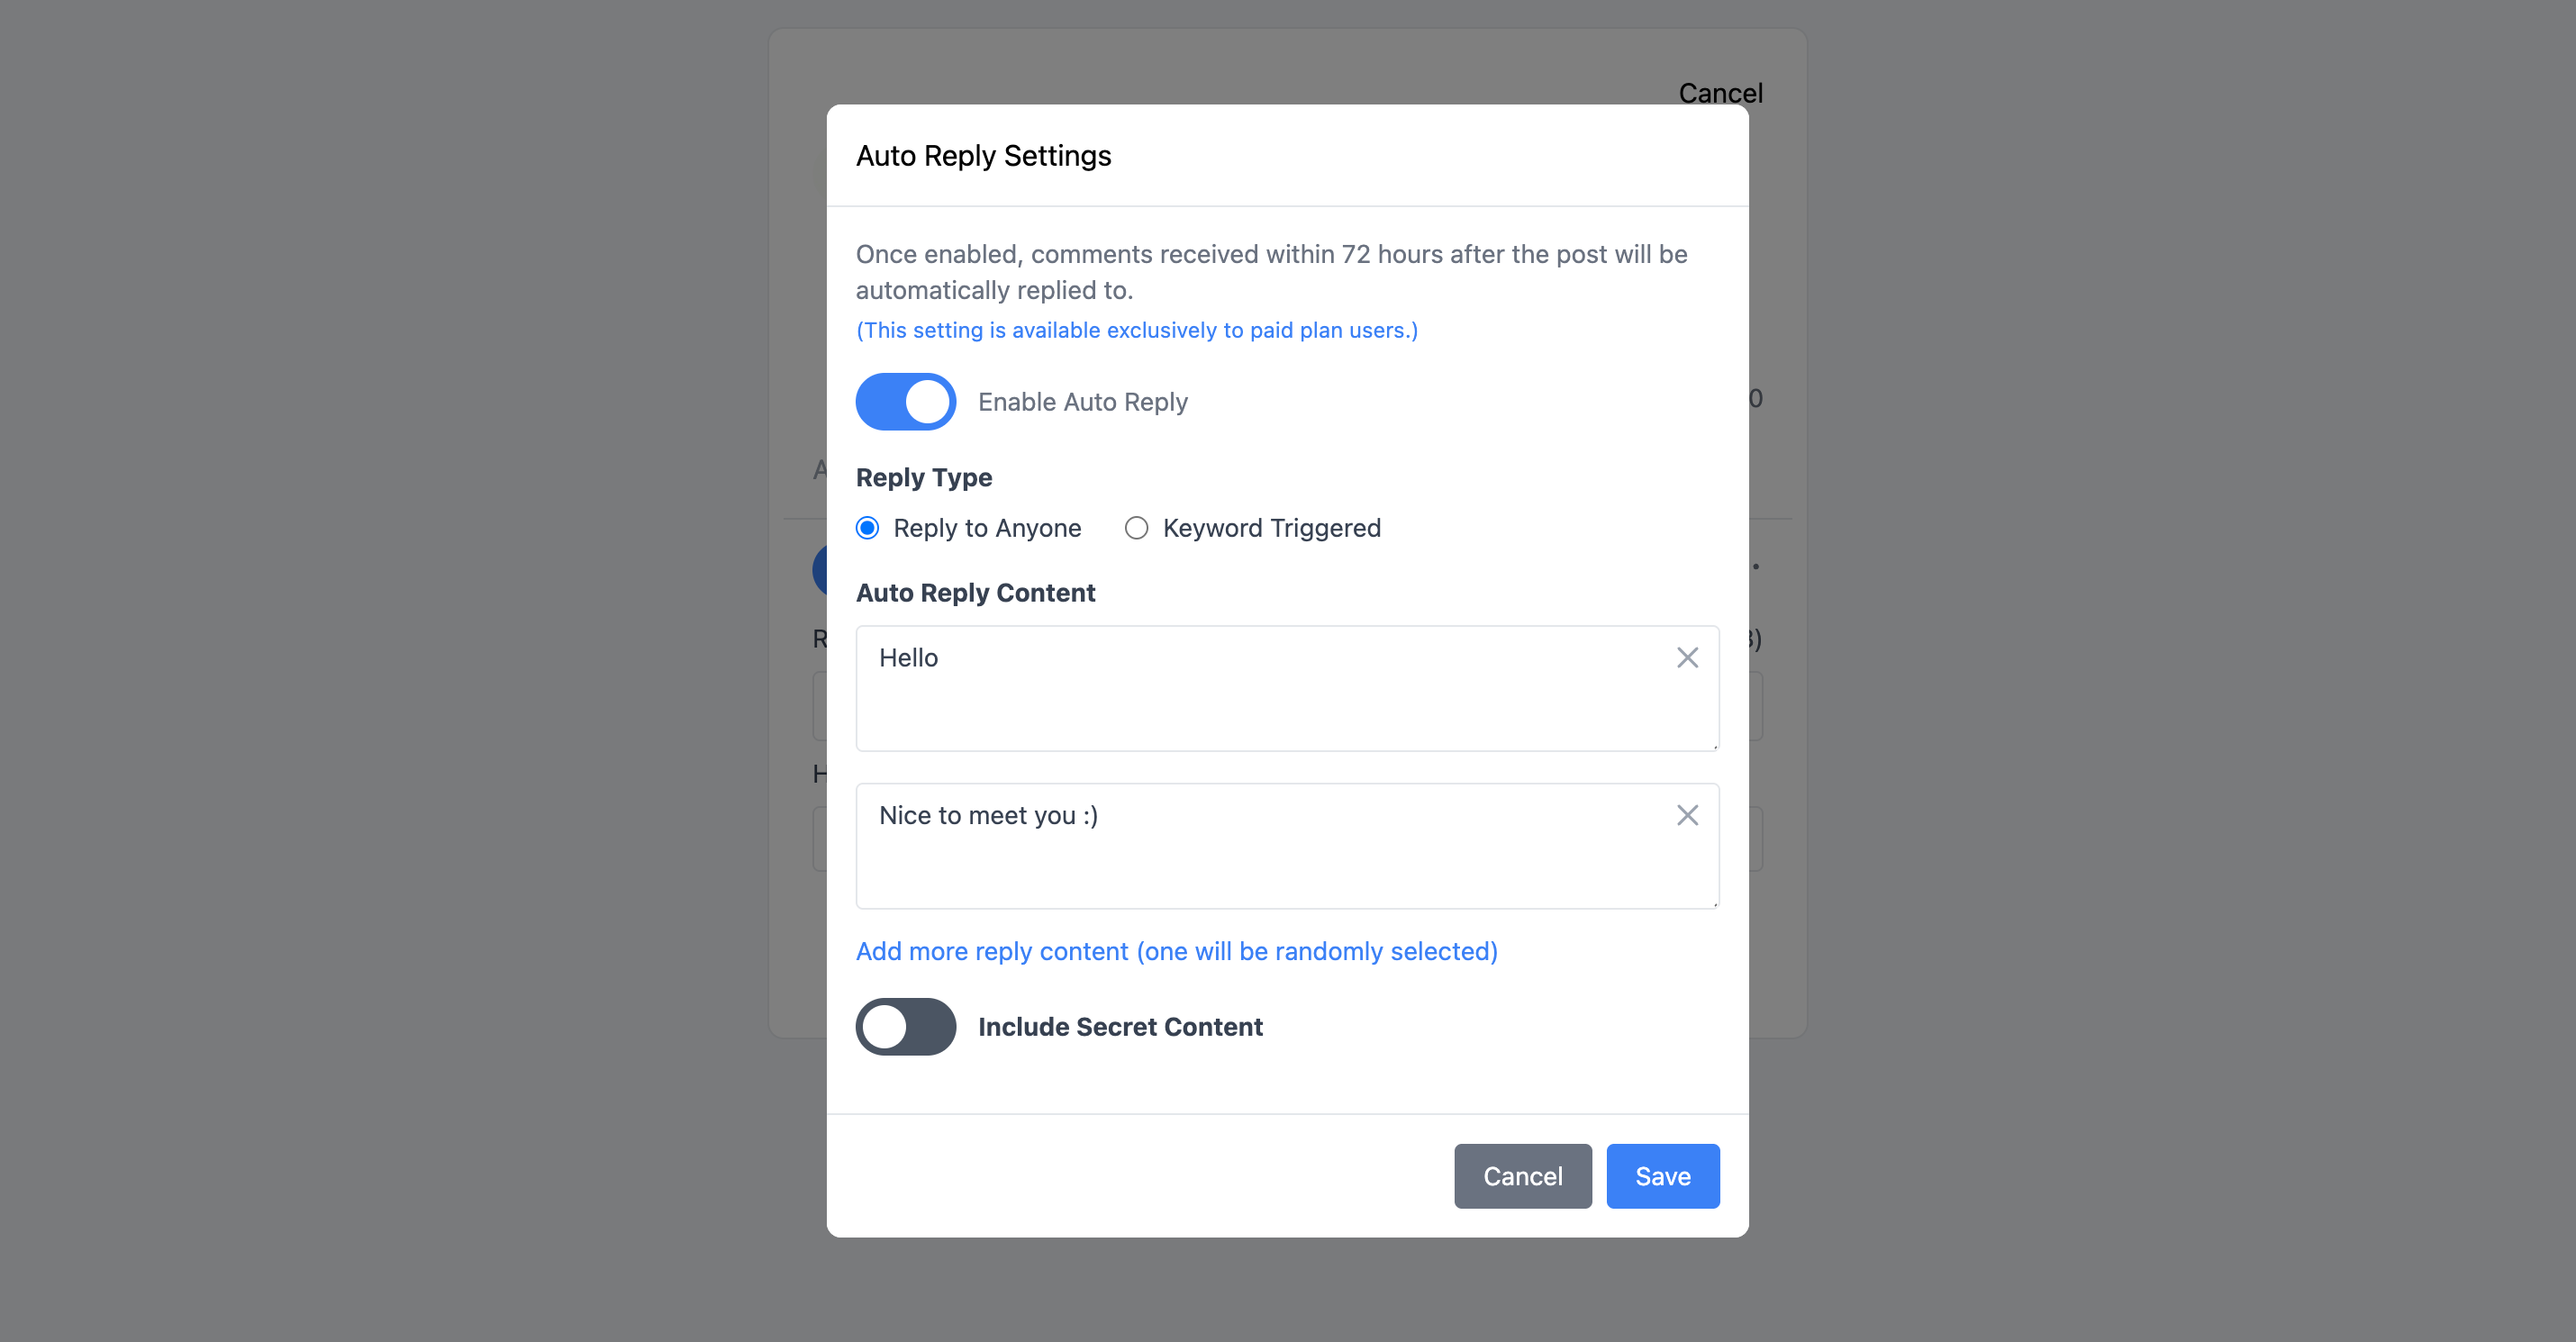 Cancel
Auto Reply Settings
Once enabled, comments received within 72 hours after the post will be
automatically replied to.
(This setting is available exclusively to paid plan users.)
Enable Auto Reply
Reply Type
Reply to Anyone
Keyword Triggered
Auto Reply Content
Hello
Nice to meet you :)
Add more reply content (one will be randomly selected)
Include Secret Content
Cancel
Save